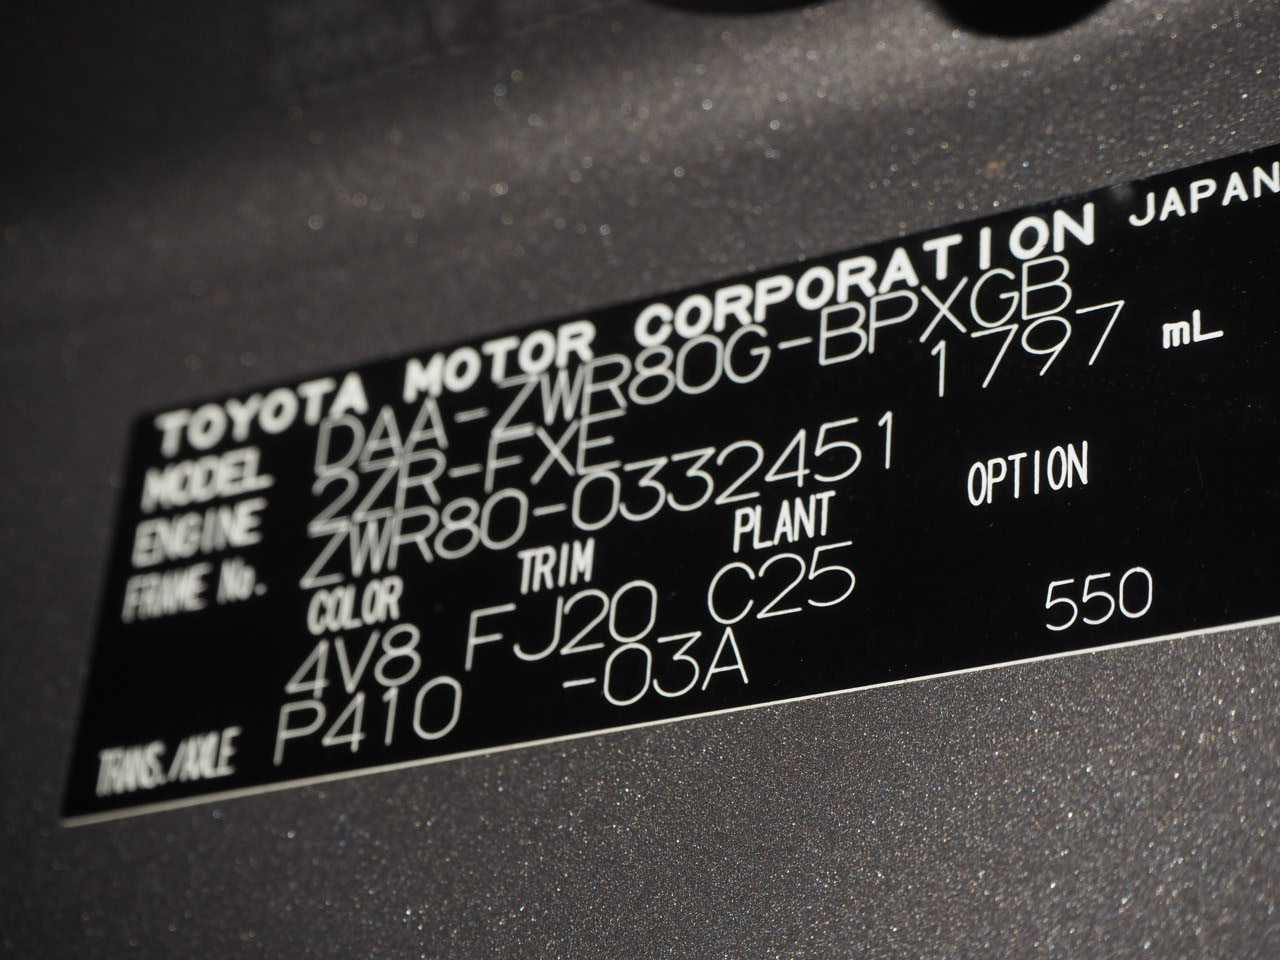 TOYOTA MOTOR CORPORATION JAPAN
MODEL DAA-ZWR80G-BPXGB
ENGINE 2ZR-FXE 1797 mL
FRAME No. ZWR80-0332451
COLOR TRIM PLANT OPTION
4V8 FJ20 C25
TRANS./AXLE P410 -03A 550